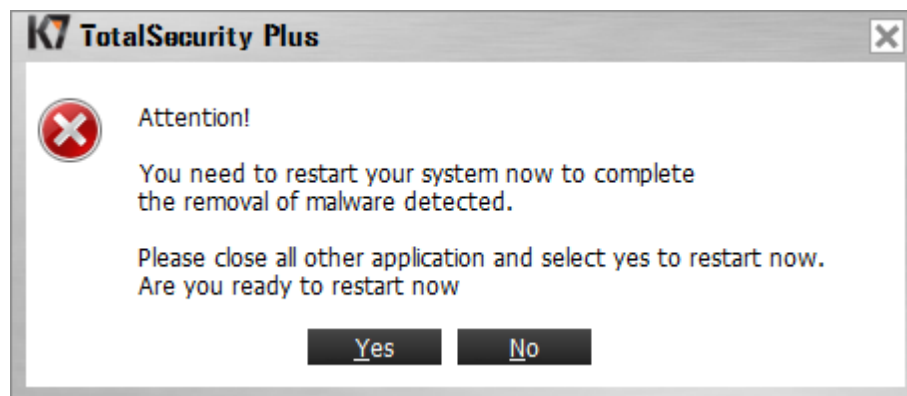 K7 TotalSecurity Plus
Attention!
You need to restart your system now to complete
the removal of malware detected.
Please close all other application and select yes to restart now.
Are you ready to restart now
Yes No